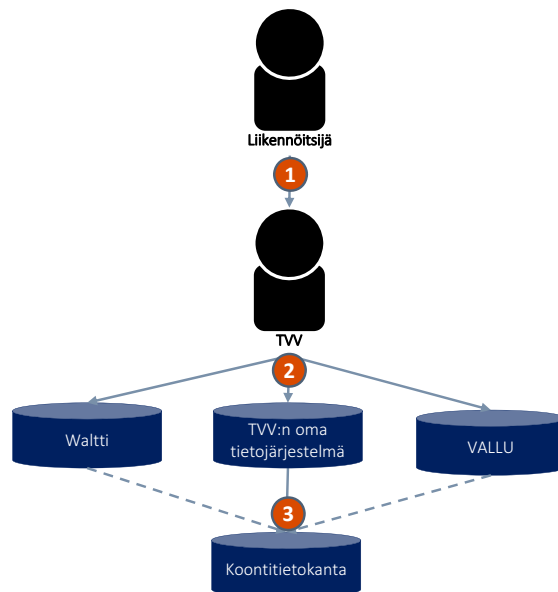 Liikennöitsijä
1
TVV
2
Waltti
TVV:n oma
tietojärjestelmä
VALLU
3
Koontitietokanta